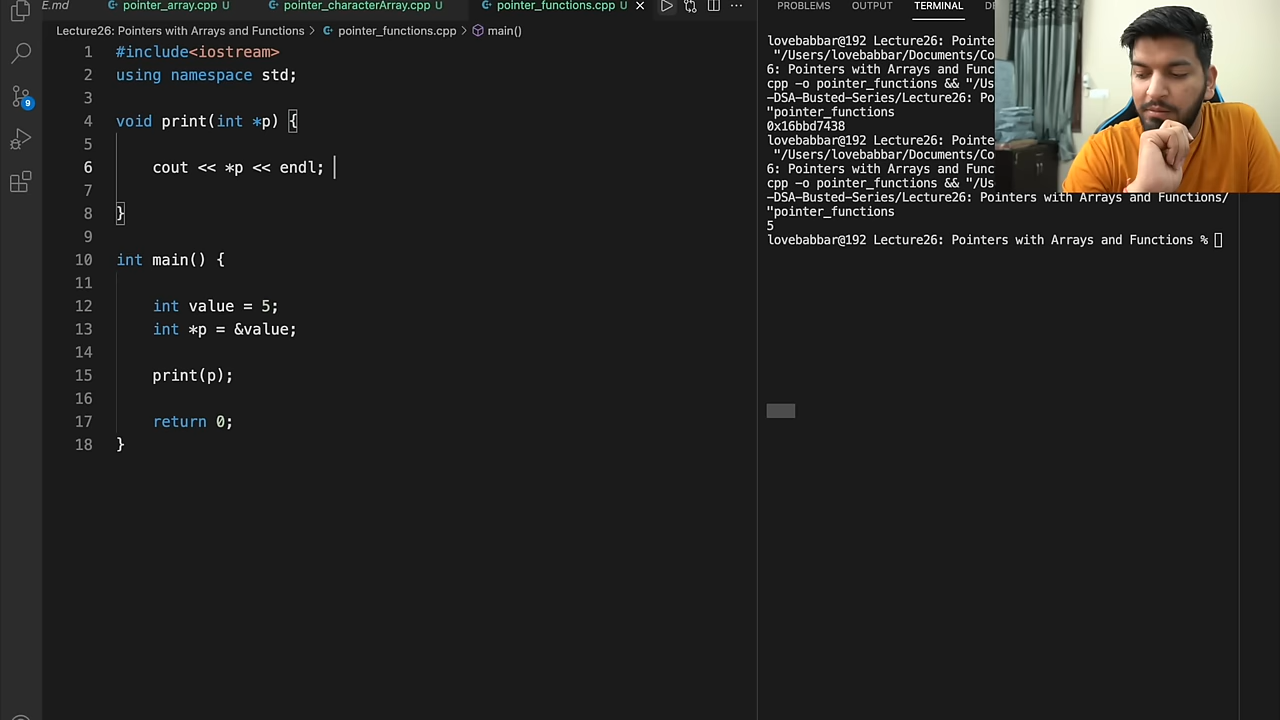 E.md pointer_array.cpp U pointer_characterArray.cpp U pointer_functions.cpp U
Lecture26: Pointers with Arrays and Functions > pointer_functions.cpp > main()
1 #include<iostream>
2 using namespace std;
3
4 void print(int *p) {
5
6 cout << *p << endl;
7
8 }
9
10 int main() {
11
12 int value = 5;
13 int *p = &value;
14
15 print(p);
16
17 return 0;
18 }
9
PROBLEMS OUTPUT TERMINAL DE
lovebabbar@192 Lecture26: Pointe
"/Users/lovebabbar/Documents/Co
6: Pointers with Arrays and Func
cpp -o pointer_functions && "/Us
-DSA-Busted-Series/Lecture26: Po
"pointer_functions
0x16bbd7438
lovebabbar@192 Lecture26: Pointe
"/Users/lovebabbar/Documents/Co
6: Pointers with Arrays and Func
cpp -o pointer_functions && "/Us
-DSA-Busted-Series/Lecture26: Pointers with Arrays and Functions/
"pointer_functions
5
lovebabbar@192 Lecture26: Pointers with Arrays and Functions %